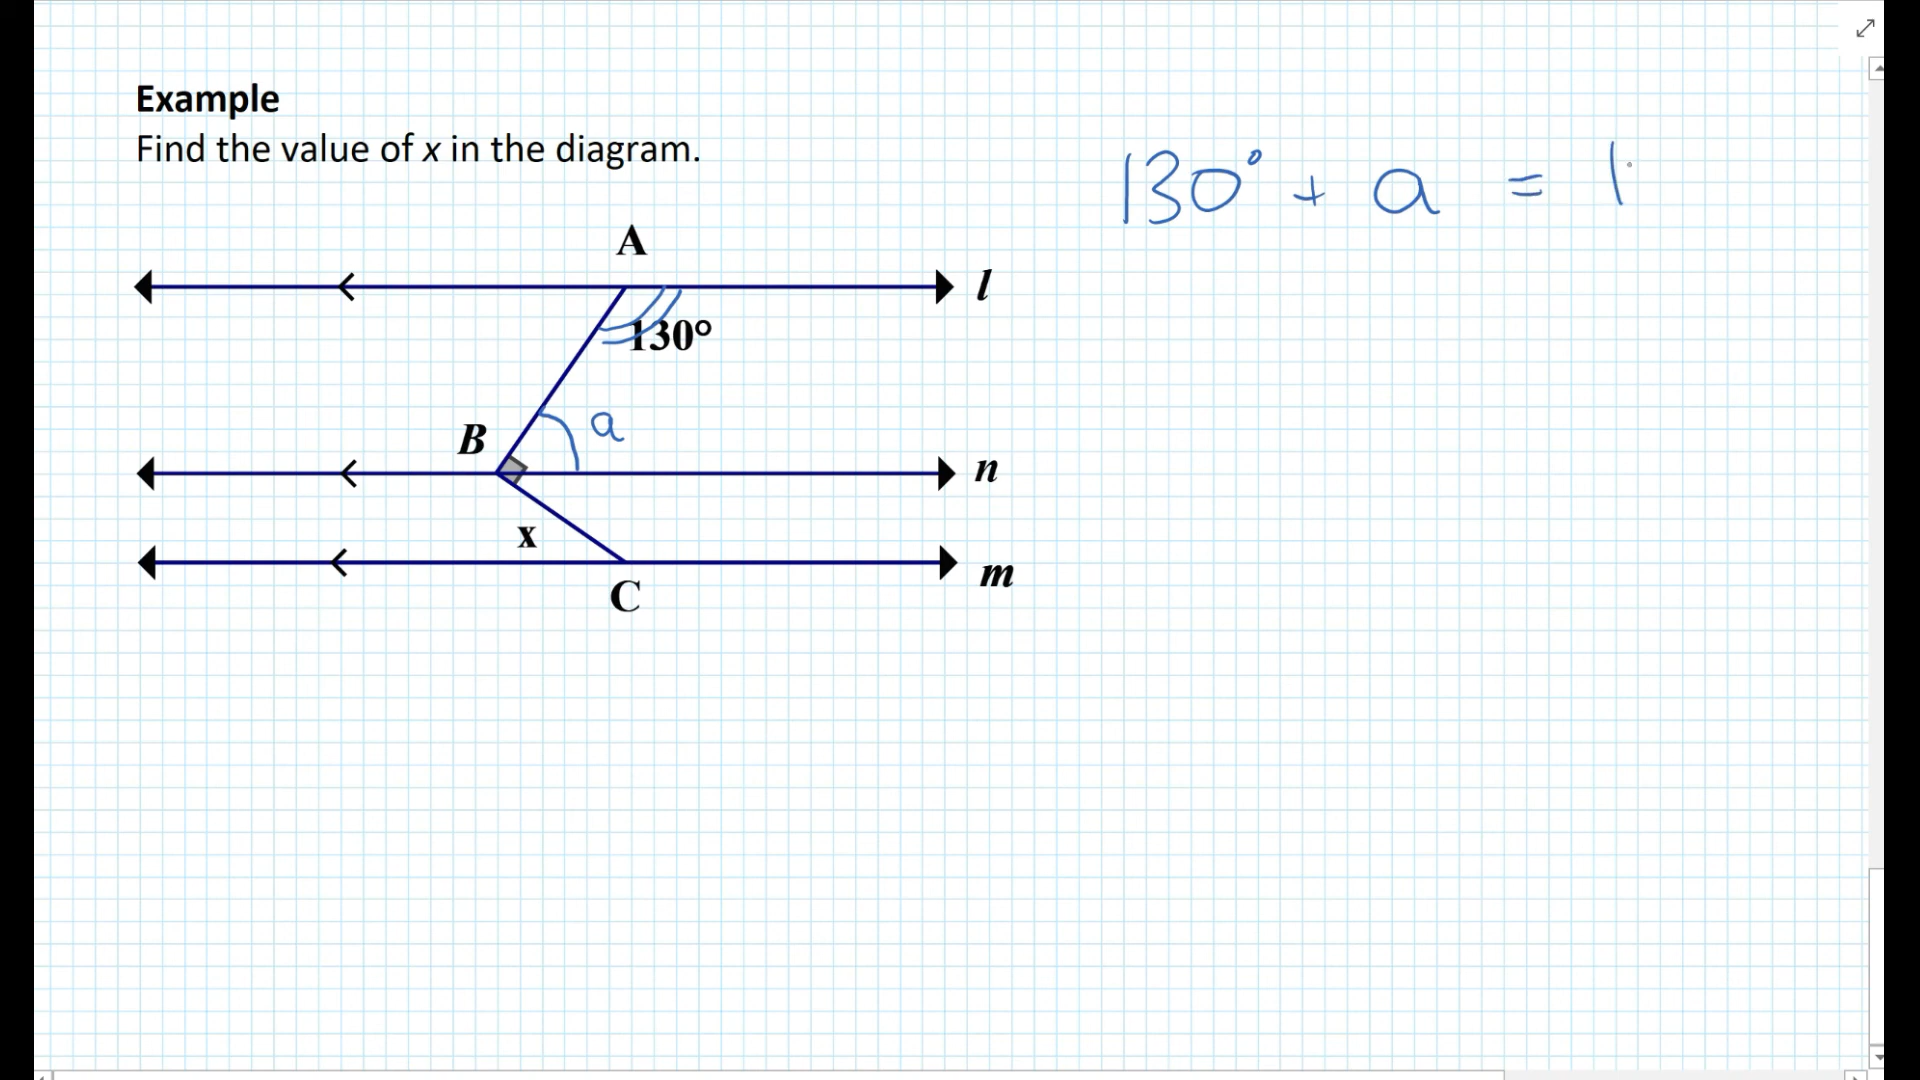 Example
Find the value of x in the diagram.
130° + a = 1
A
l
130°
a
B
n
x
m
C